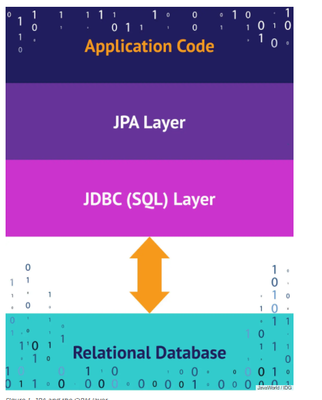 Application Code
JPA Layer
JDBC (SQL) Layer
Relational Database
JavaWorld / IDG
Figure 1. JPA and the ORM layer